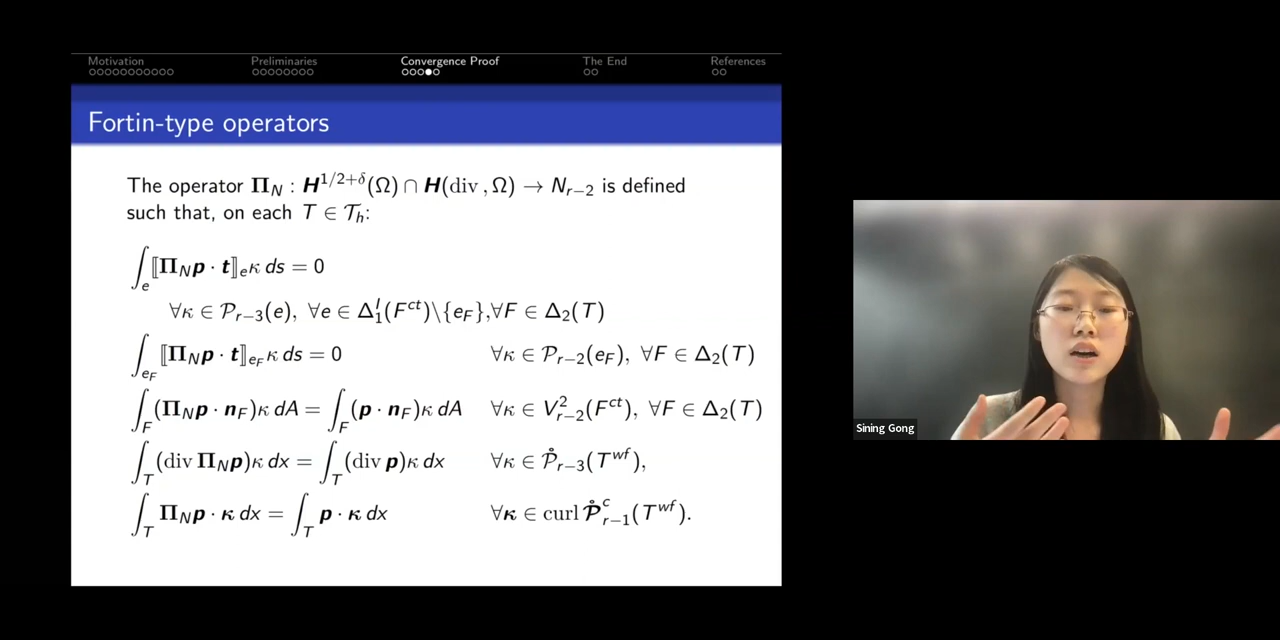 Motivation Preliminaries Convergence Proof The End References
Fortin-type operators
The operator 𝚷_N : 𝑯^{1/2+δ}(Ω) ∩ 𝑯(div, Ω) → N_{r−2} is defined
such that, on each T ∈ 𝒯_h:
∫_e ⟦𝚷_N 𝒑 · 𝒕⟧_e κ ds = 0
∀κ ∈ 𝒫_{r−3}(e), ∀e ∈ Δ_1^I(F^{ct})\{e_F}, ∀F ∈ Δ_2(T)
∫_{e_F} ⟦𝚷_N 𝒑 · 𝒕⟧_{e_F} κ ds = 0 ∀κ ∈ 𝒫_{r−2}(e_F), ∀F ∈ Δ_2(T)
∫_F (𝚷_N 𝒑 · 𝒏_F)κ dA = ∫_F (𝒑 · 𝒏_F)κ dA ∀κ ∈ V_{r−2}^2(F^{ct}), ∀F ∈ Δ_2(T)
∫_T (div 𝚷_N 𝒑)κ dx = ∫_T (div 𝒑)κ dx ∀κ ∈ 𝒫̊_{r−3}(T^{wf}),
∫_T 𝚷_N 𝒑 · 𝜿 dx = ∫_T 𝒑 · 𝜿 dx ∀𝜿 ∈ curl 𝓟̊_{r−1}^c(T^{wf}).
Sining Gong